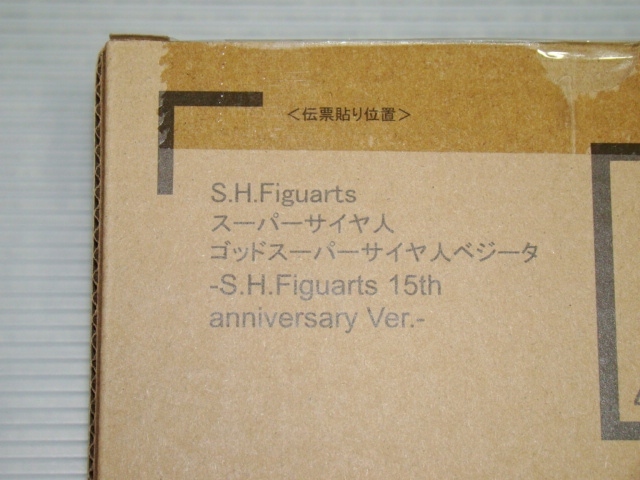 ＜伝票貼り位置＞
S.H.Figuarts
スーパーサイヤ人
ゴッドスーパーサイヤ人ベジータ
-S.H.Figuarts 15th
anniversary Ver.-